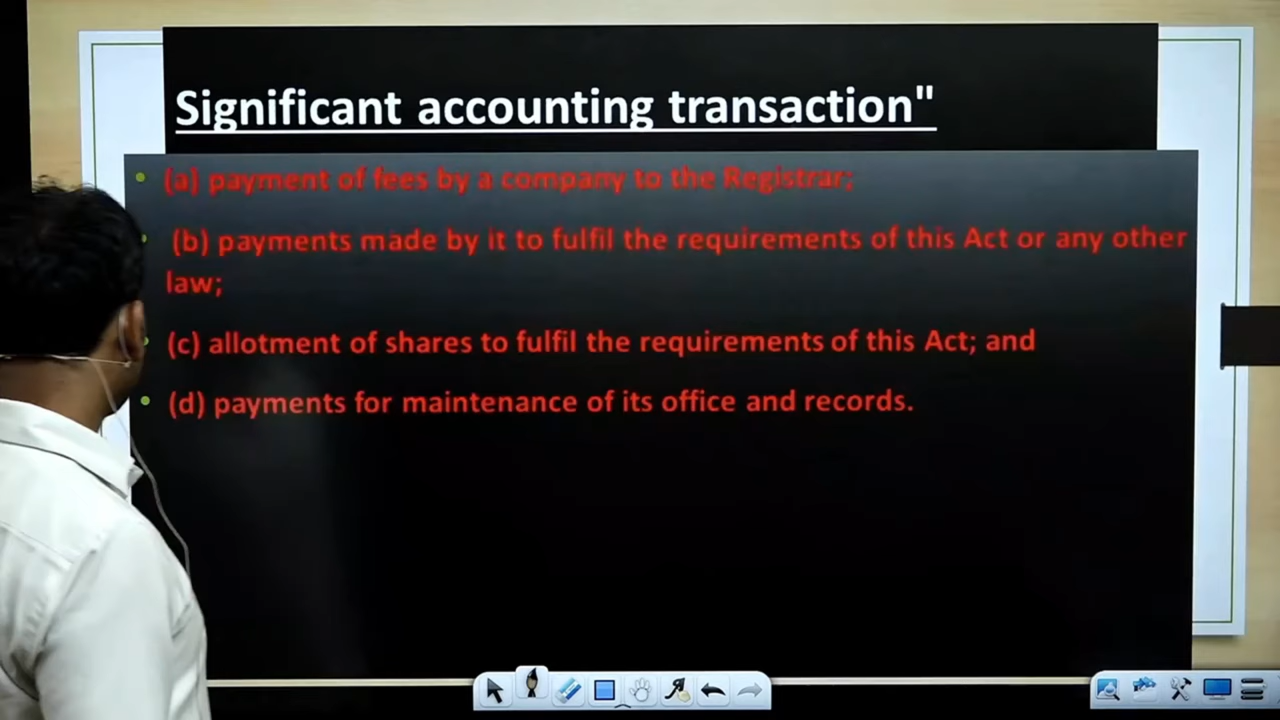 Significant accounting transaction"
(a) payment of fees by a company to the Registrar;
(b) payments made by it to fulfil the requirements of this Act or any other
law;
(c) allotment of shares to fulfil the requirements of this Act; and
(d) payments for maintenance of its office and records.